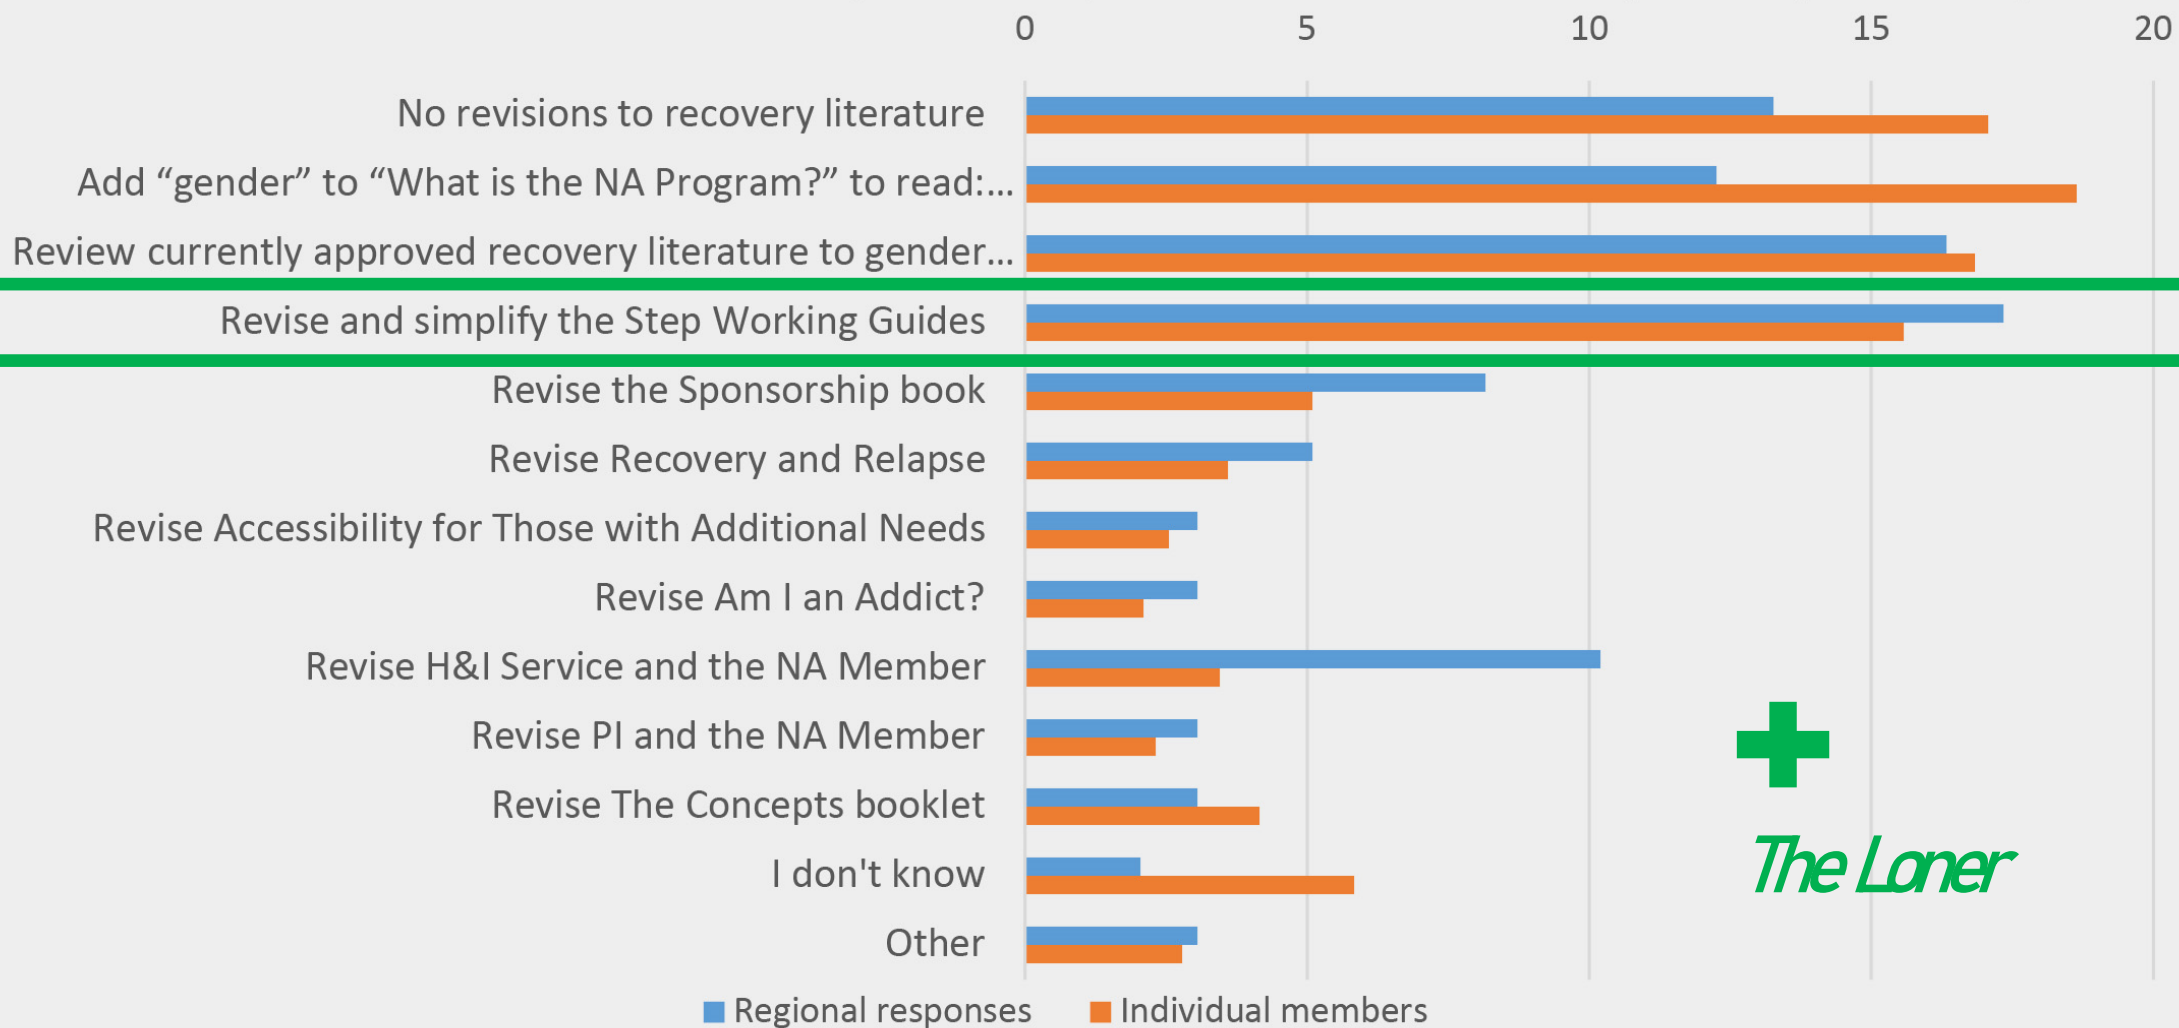 0 5 10 15 20
No revisions to recovery literature
Add “gender” to “What is the NA Program?” to read:...
Review currently approved recovery literature to gender...
Revise and simplify the Step Working Guides
Revise the Sponsorship book
Revise Recovery and Relapse
Revise Accessibility for Those with Additional Needs
Revise Am I an Addict?
Revise H&I Service and the NA Member
Revise PI and the NA Member
Revise The Concepts booklet
I don't know
Other
The Loner
Regional responses Individual members